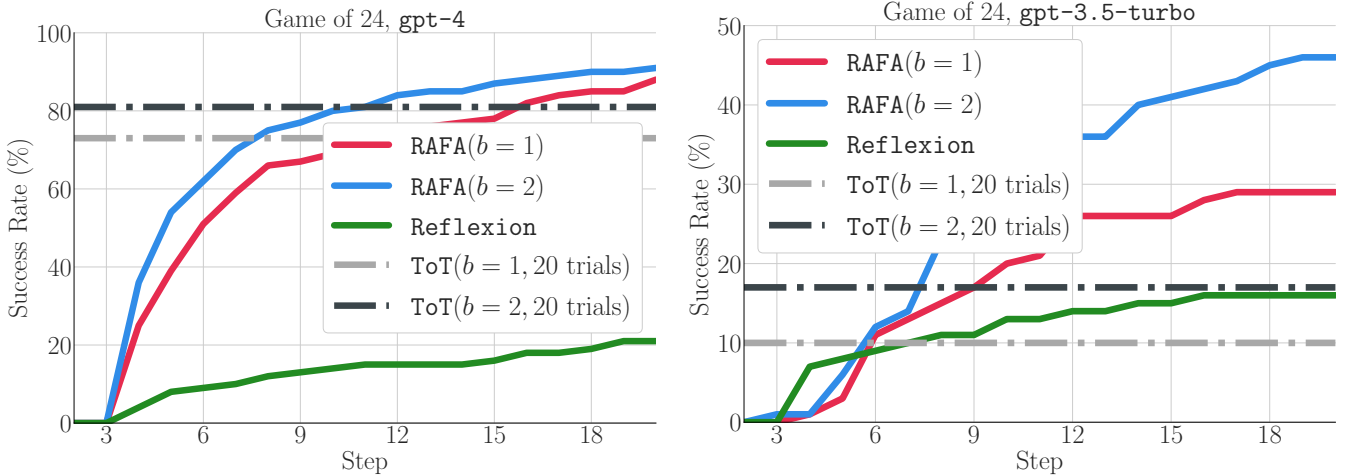 Game of 24, gpt-4
100
80
60
40
20
0
Success Rate (%)
3 6 9 12 15 18
Step
RAFA(b = 1)
RAFA(b = 2)
Reflexion
ToT(b = 1, 20 trials)
ToT(b = 2, 20 trials)
Game of 24, gpt-3.5-turbo
50
40
30
20
10
0
Success Rate (%)
3 6 9 12 15 18
Step
RAFA(b = 1)
RAFA(b = 2)
Reflexion
ToT(b = 1, 20 trials)
ToT(b = 2, 20 trials)